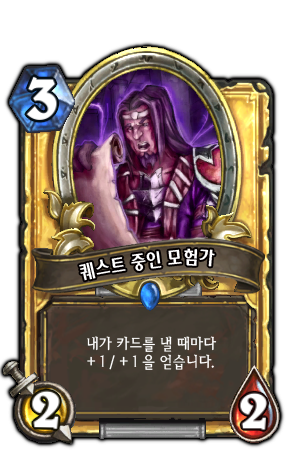 3
퀘스트 중인 모험가
내가 카드를 낼 때마다
+1 / +1 을 얻습니다.
2
2